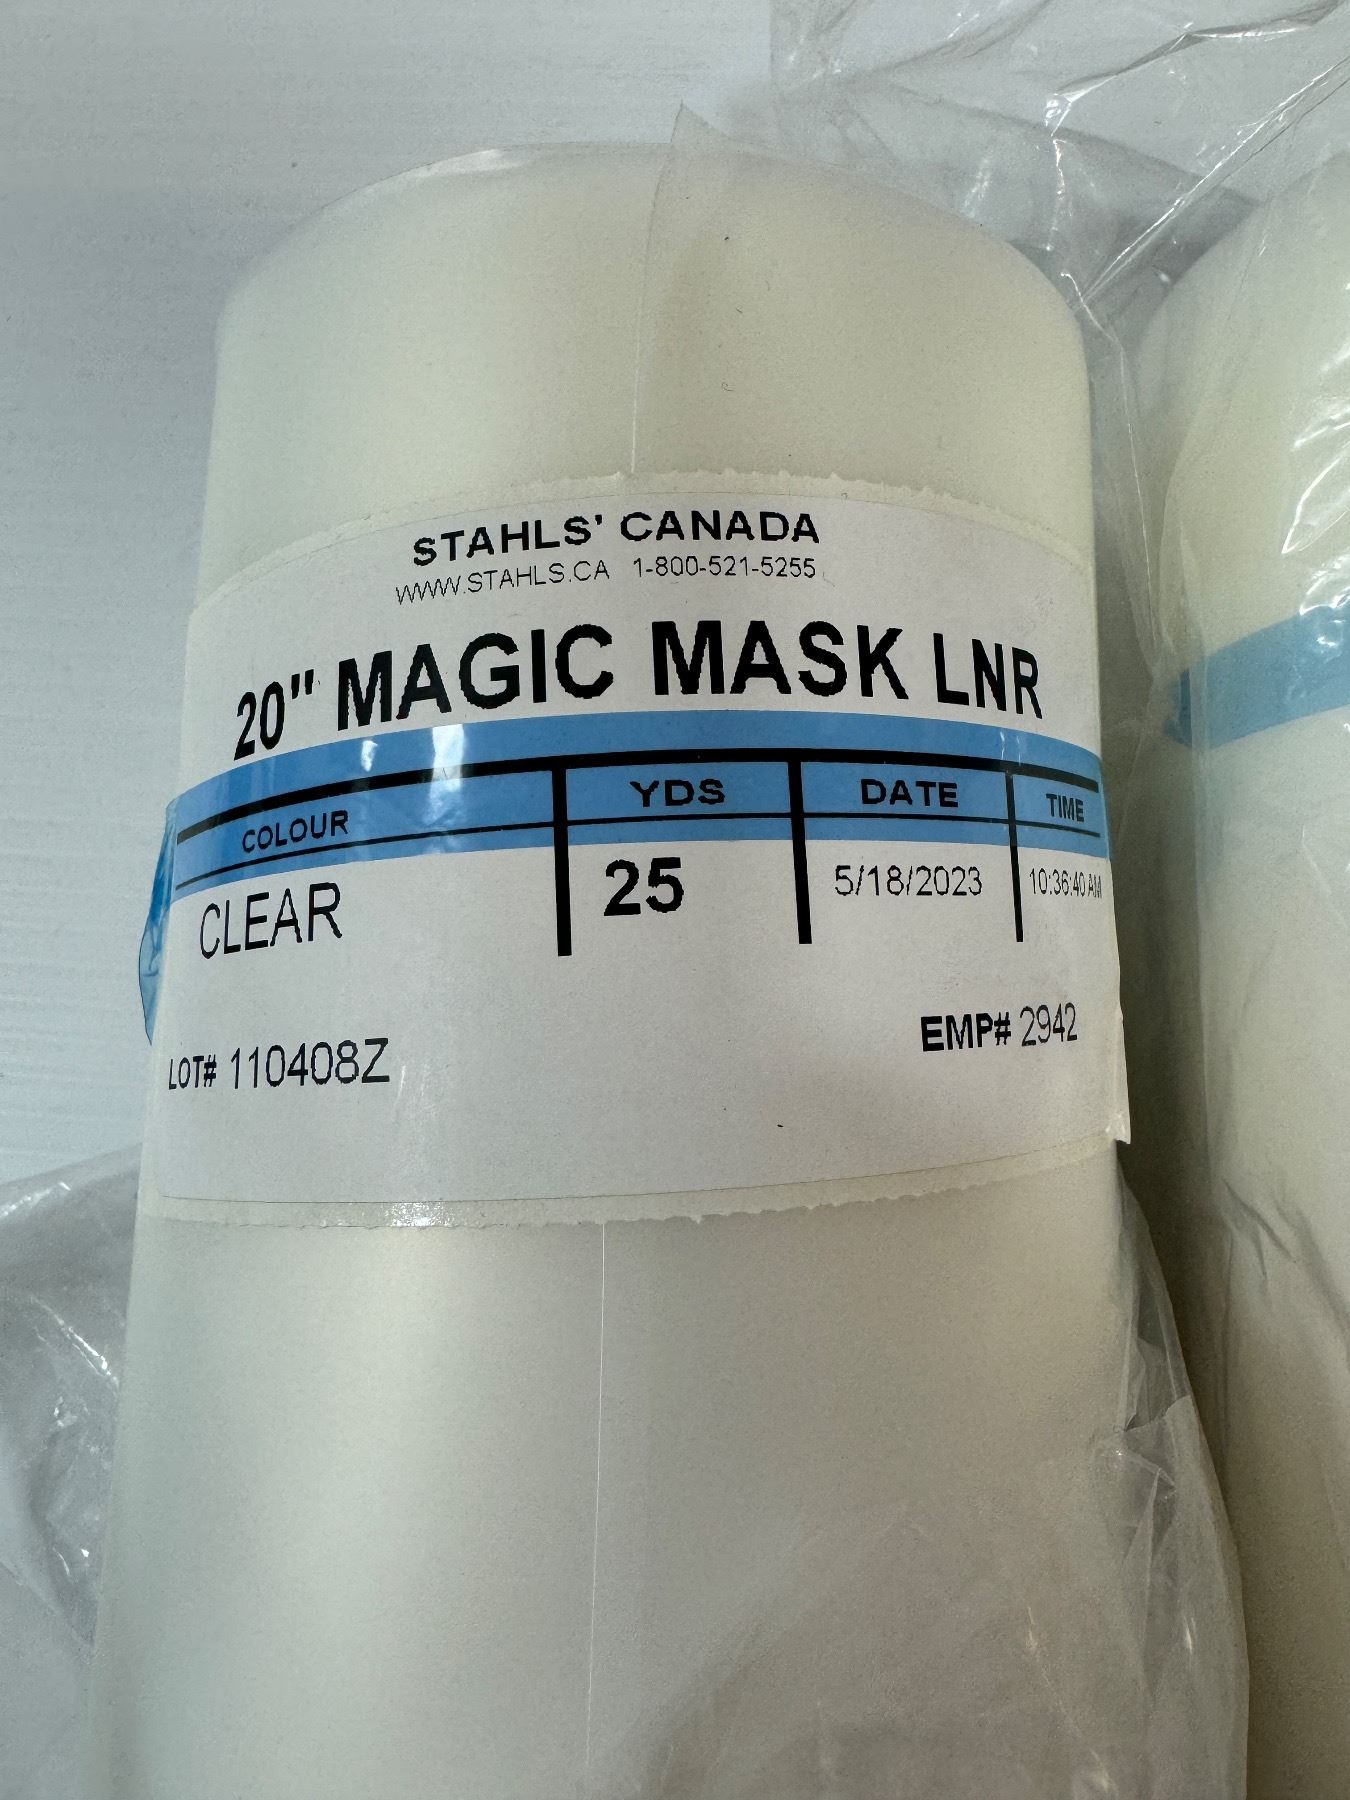 STAHLS' CANADA
WWW.STAHLS.CA 1-800-521-5255
20" MAGIC MASK LNR
COLOUR YDS DATE TIME
CLEAR 25 5/18/2023 10:36:40 AM
LOT# 110408Z EMP# 2942